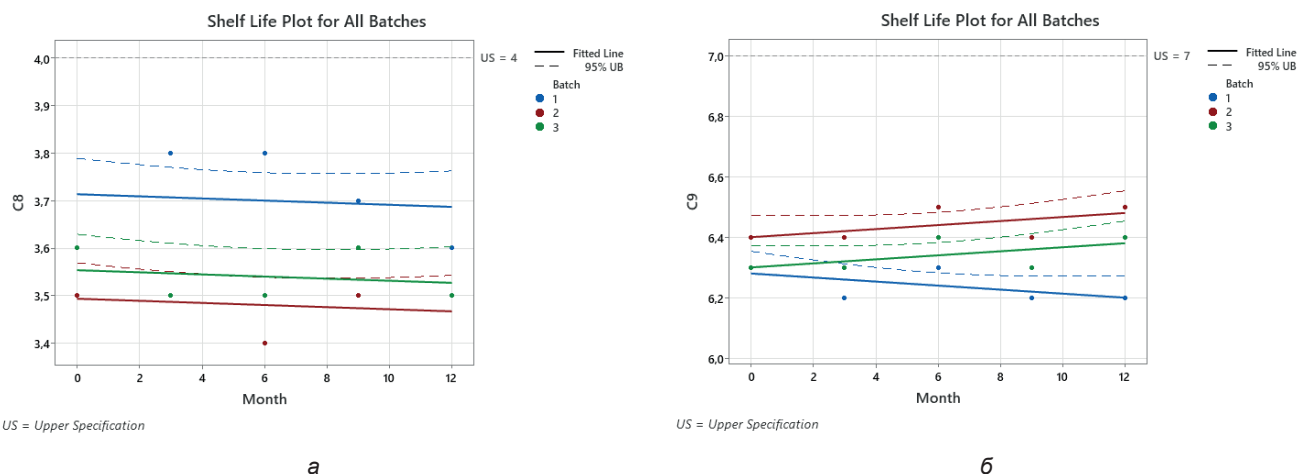 Shelf Life Plot for All Batches
4,0
3,9
3,8
3,7
3,6
3,5
3,4
C8
0 2 4 6 8 10 12
Month
US = 4
Fitted Line
95% UB
Batch
1
2
3
US = Upper Specification
а
Shelf Life Plot for All Batches
7,0
6,8
6,6
6,4
6,2
6,0
C9
0 2 4 6 8 10 12
Month
US = 7
Fitted Line
95% UB
Batch
1
2
3
US = Upper Specification
б